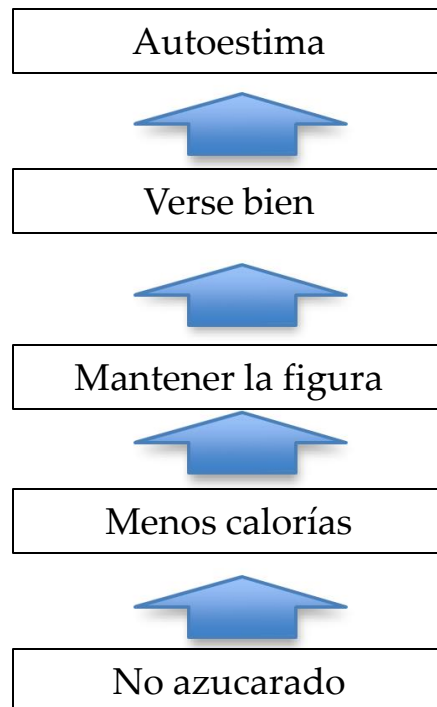 Autoestima
Verse bien
Mantener la figura
Menos calorías
No azucarado